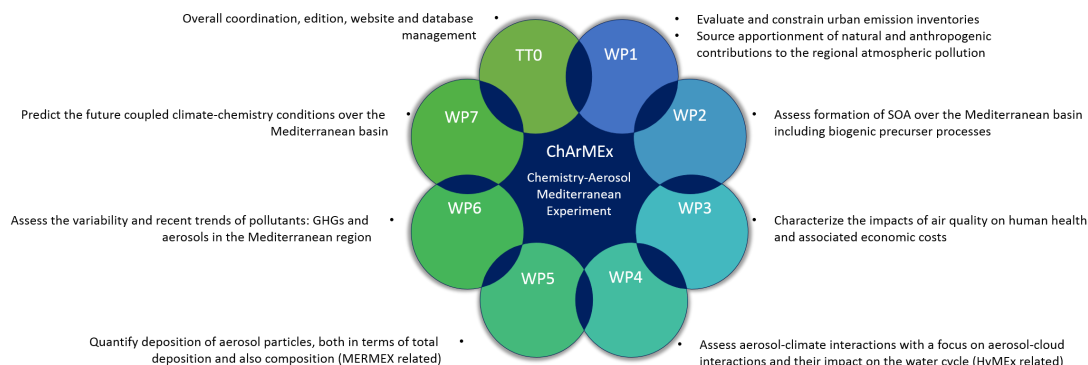 Overall coordination, edition, website and database
management
TT0
WP1
• Evaluate and constrain urban emission inventories
• Source apportionment of natural and anthropogenic
contributions to the regional atmospheric pollution
Predict the future coupled climate-chemistry conditions over the
Mediterranean basin
WP7
WP2
• Assess formation of SOA over the Mediterranean basin
including biogenic precurser processes
ChArMEx
Chemistry-Aerosol
Mediterranean
Experiment
Assess the variability and recent trends of pollutants: GHGs and
aerosols in the Mediterranean region
WP6
WP3
• Characterize the impacts of air quality on human health
and associated economic costs
WP5
WP4
Quantify deposition of aerosol particles, both in terms of total
deposition and also composition (MERMEX related)
• Assess aerosol-climate interactions with a focus on aerosol-cloud
interactions and their impact on the water cycle (HyMEx related)